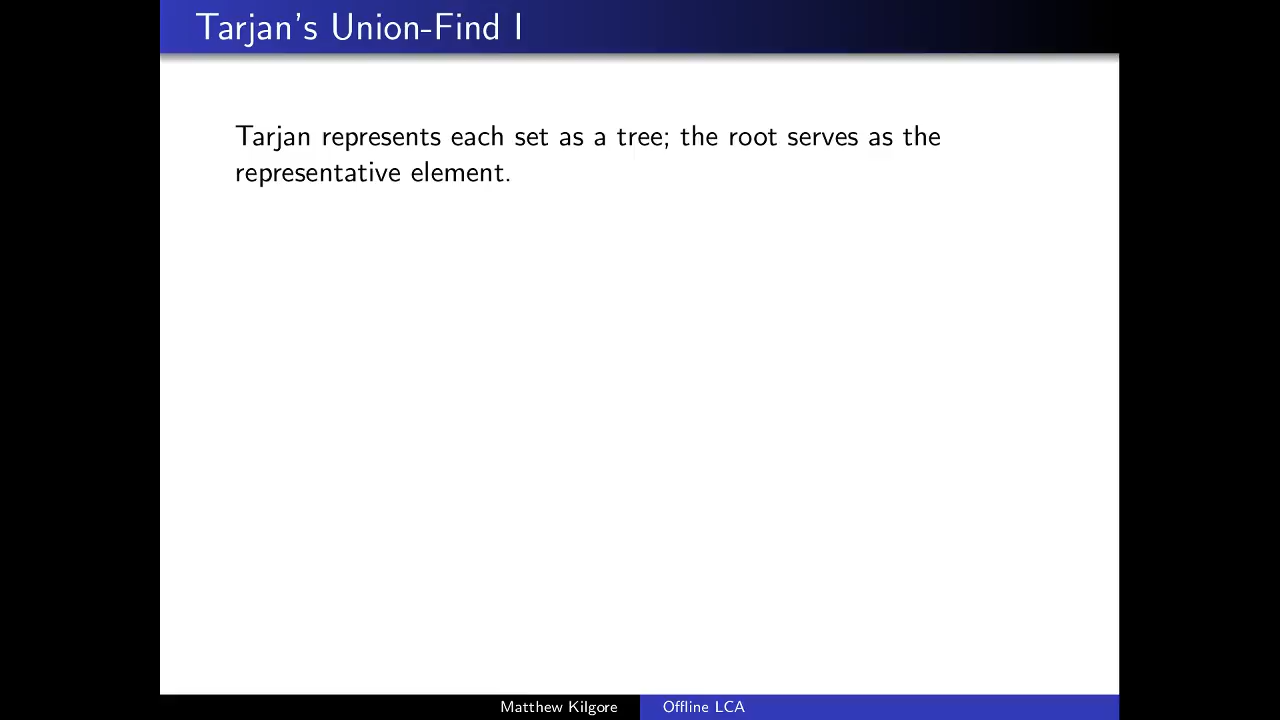 Tarjan's Union-Find I
Tarjan represents each set as a tree; the root serves as the
representative element.
Matthew Kilgore
Offline LCA